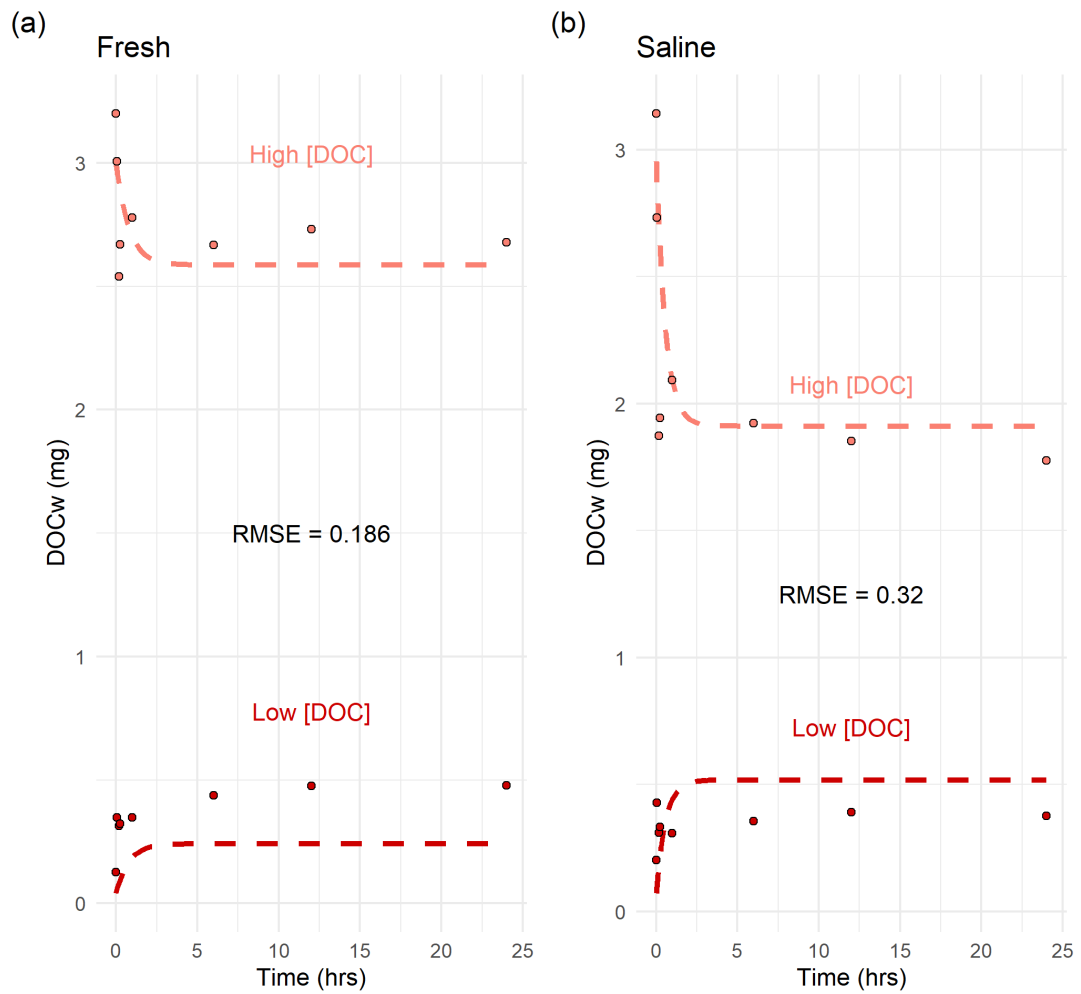 (a)
Fresh
High [DOC]
RMSE = 0.186
Low [DOC]
DOCw (mg)
3
2
1
0
0 5 10 15 20 25
Time (hrs)
(b)
Saline
High [DOC]
RMSE = 0.32
Low [DOC]
DOCw (mg)
3
2
1
0
0 5 10 15 20 25
Time (hrs)